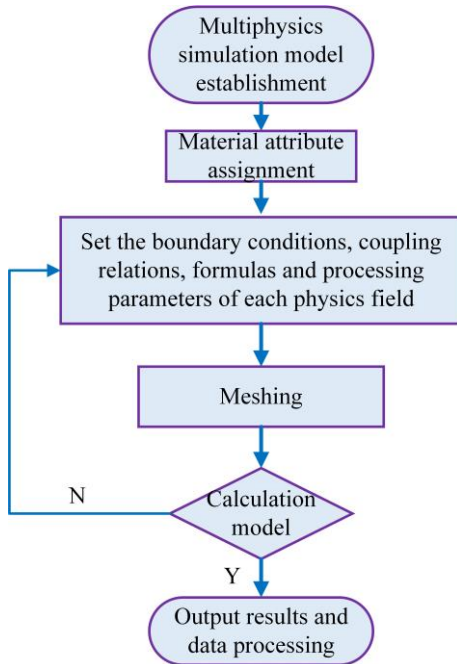 Multiphysics
simulation model
establishment
Material attribute
assignment
Set the boundary conditions, coupling
relations, formulas and processing
parameters of each physics field
Meshing
Calculation
model
N
Y
Output results and
data processing